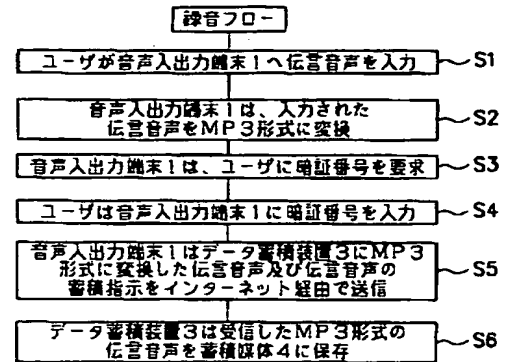 録音フロー
ユーザが音声入出力端末1へ伝言音声を入力
S1
音声入出力端末1は、入力された
伝言音声をMP3形式に変換
S2
音声入出力端末1は、ユーザに暗証番号を要求
S3
ユーザは音声入出力端末1に暗証番号を入力
S4
音声入出力端末1はデータ蓄積装置3にMP3
形式に変換した伝言音声及び伝言音声の
蓄積指示をインターネット経由で送信
S5
データ蓄積装置3は受信したMP3形式の
伝言音声を蓄積媒体4に保存
S6